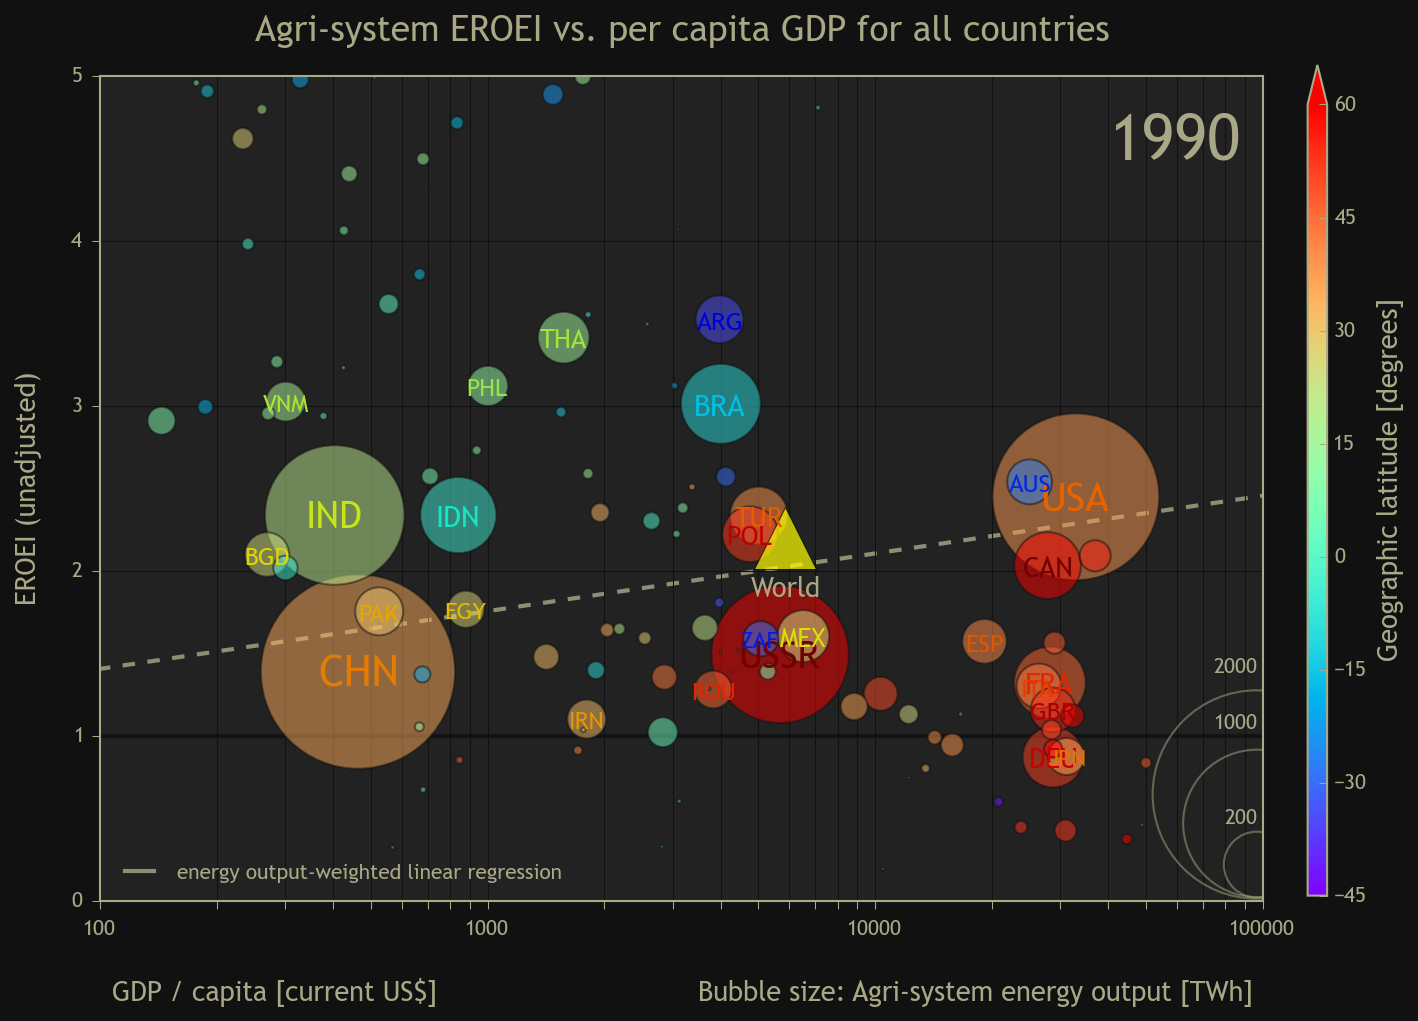 Agri-system EROEI vs. per capita GDP for all countries
1990
EROEI (unadjusted)
5
4
3
2
1
0
THA
ARG
PHL
VNM
BRA
IND
IDN
BGD
TUR
POL
World
AUS
USA
CAN
PAK
EGY
CHN
ZAF
MEX
USSR
ROU
IRN
ESP
FRA
ITA
GBR
DEU
JPN
2000
1000
200
energy output-weighted linear regression
100
1000
10000
100000
GDP / capita [current US$]
Bubble size: Agri-system energy output [TWh]
60
45
30
15
0
−15
−30
−45
Geographic latitude [degrees]